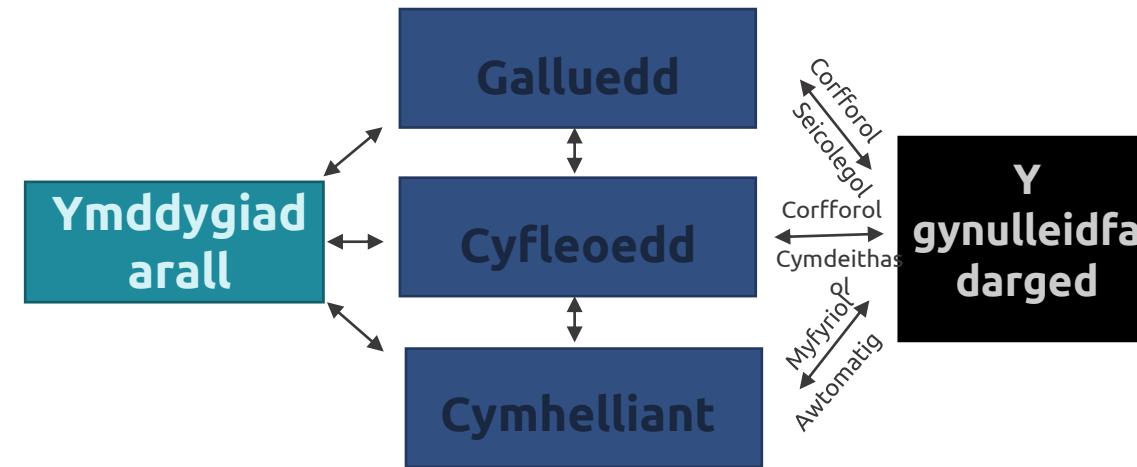 Galluedd
Corfforol
Seicolegol
Ymddygiad
arall
Cyfleoedd
Corfforol
Cymdeithas
ol
Y
gynulleidfa
darged
Cymhelliant
Myfyriol
Awtomatig